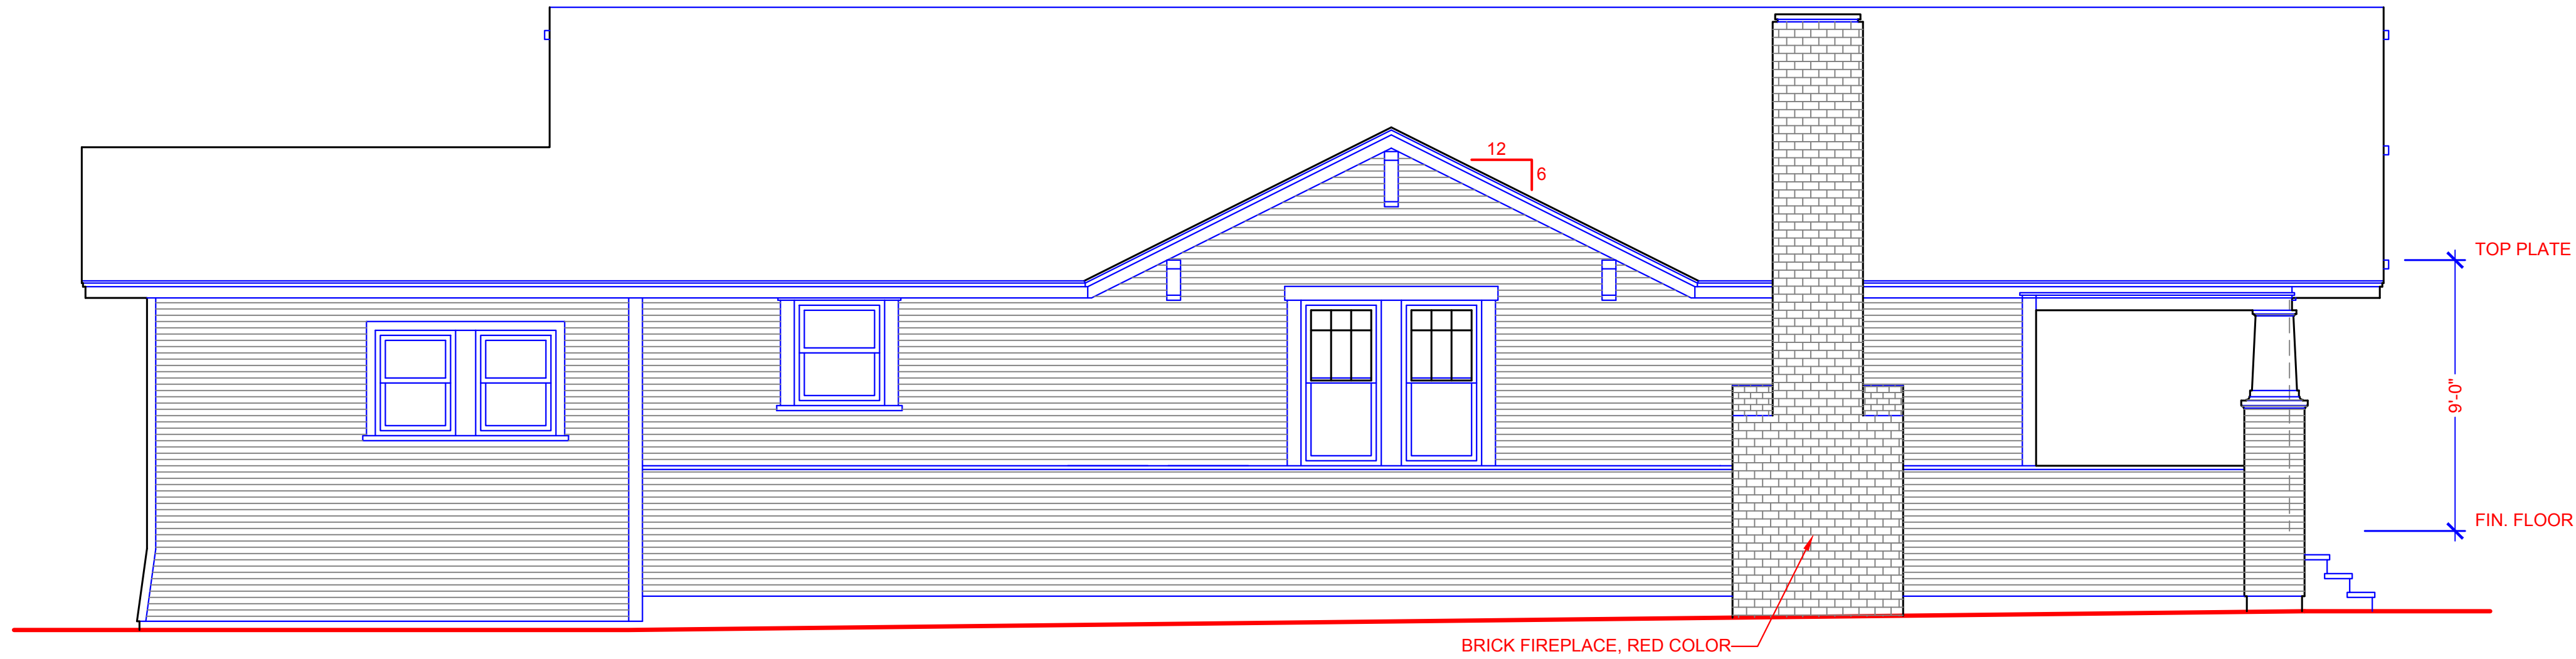 12
6
TOP PLATE
9'-0"
FIN. FLOOR
BRICK FIREPLACE, RED COLOR